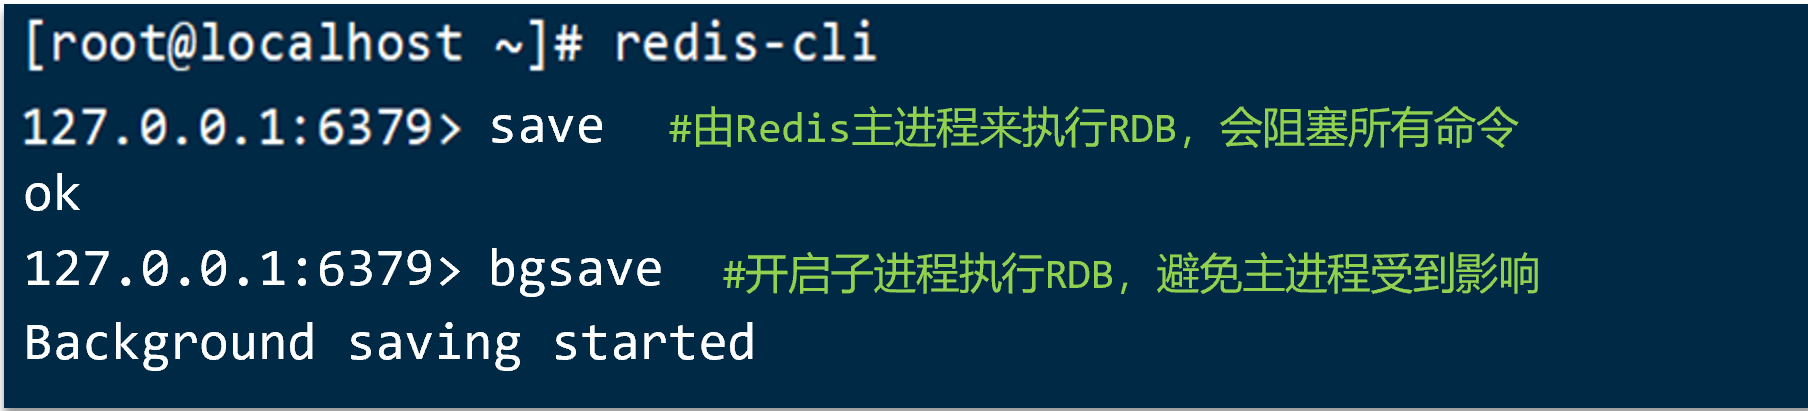 [root@localhost ~]# redis-cli
127.0.0.1:6379> save #由Redis主进程来执行RDB，会阻塞所有命令
ok
127.0.0.1:6379> bgsave #开启子进程执行RDB，避免主进程受到影响
Background saving started